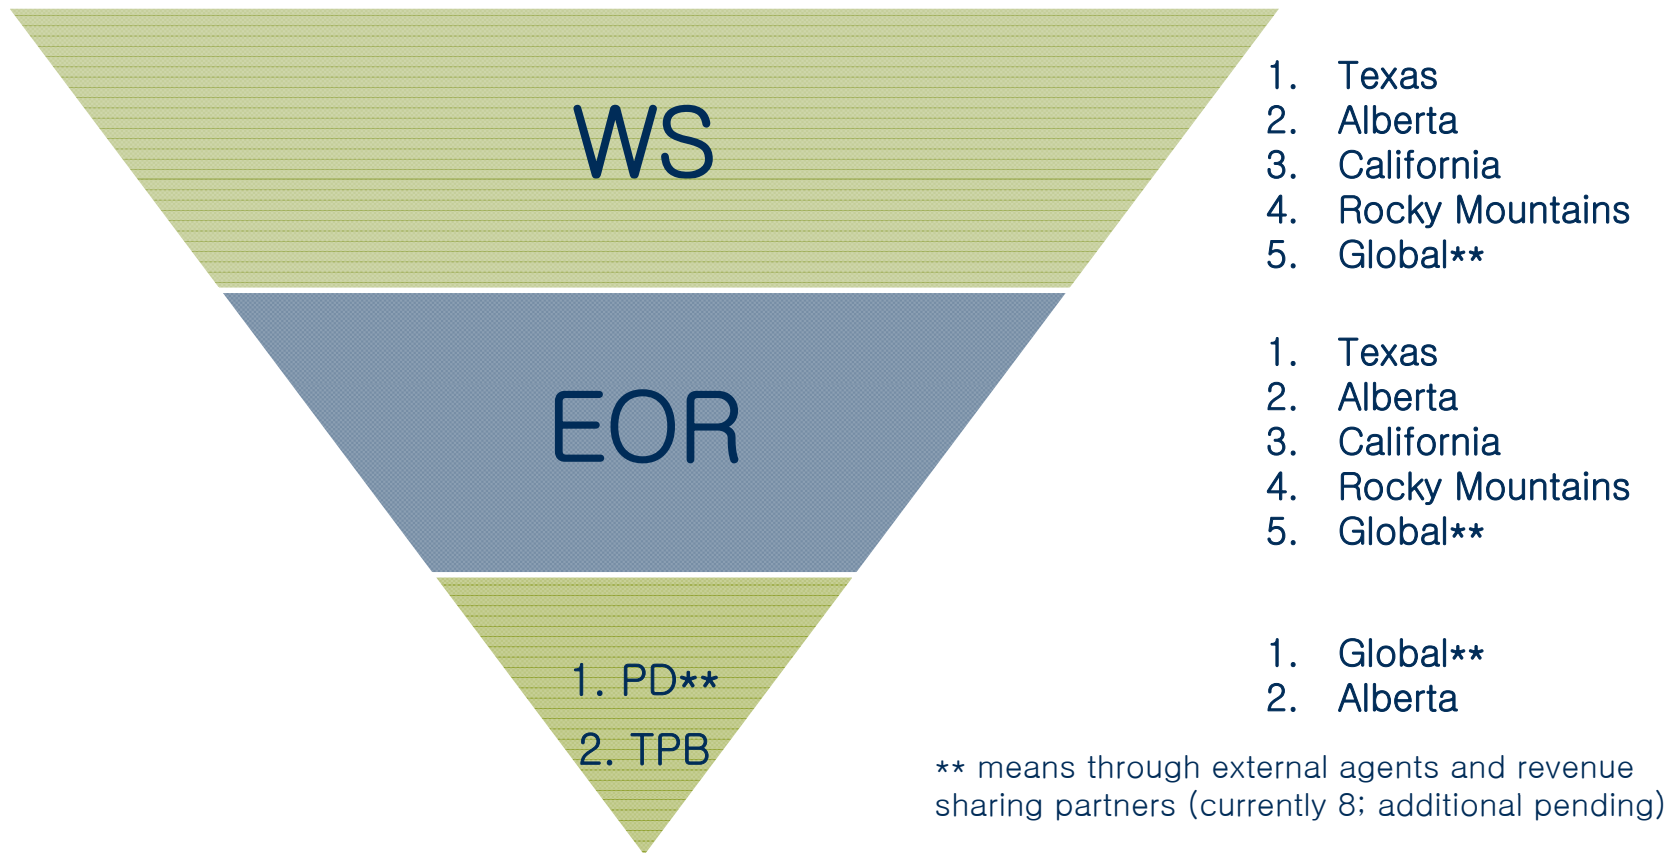 WS
1. Texas
2. Alberta
3. California
4. Rocky Mountains
5. Global**
EOR
1. Texas
2. Alberta
3. California
4. Rocky Mountains
5. Global**
1. PD**
2. TPB
1. Global**
2. Alberta
** means through external agents and revenue
sharing partners (currently 8; additional pending)